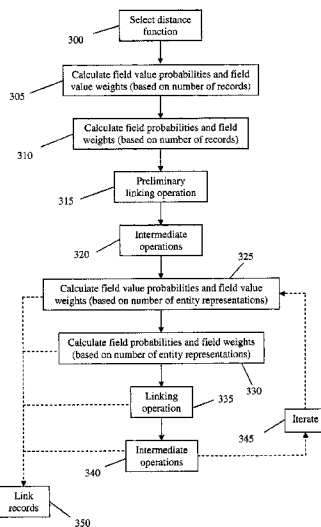 Select distance
function
300
Calculate field value probabilities and field
value weights (based on number of records)
305
Calculate field probabilities and field
weights (based on number of records)
310
Preliminary
linking operation
315
Intermediate
operations
320
325
Calculate field value probabilities and field value
weights (based on number of entity representations)
Calculate field probabilities and field weights
(based on number of entity representations)
330
Linking
operation
335
Iterate
345
Intermediate
operations
340
Link
records
350